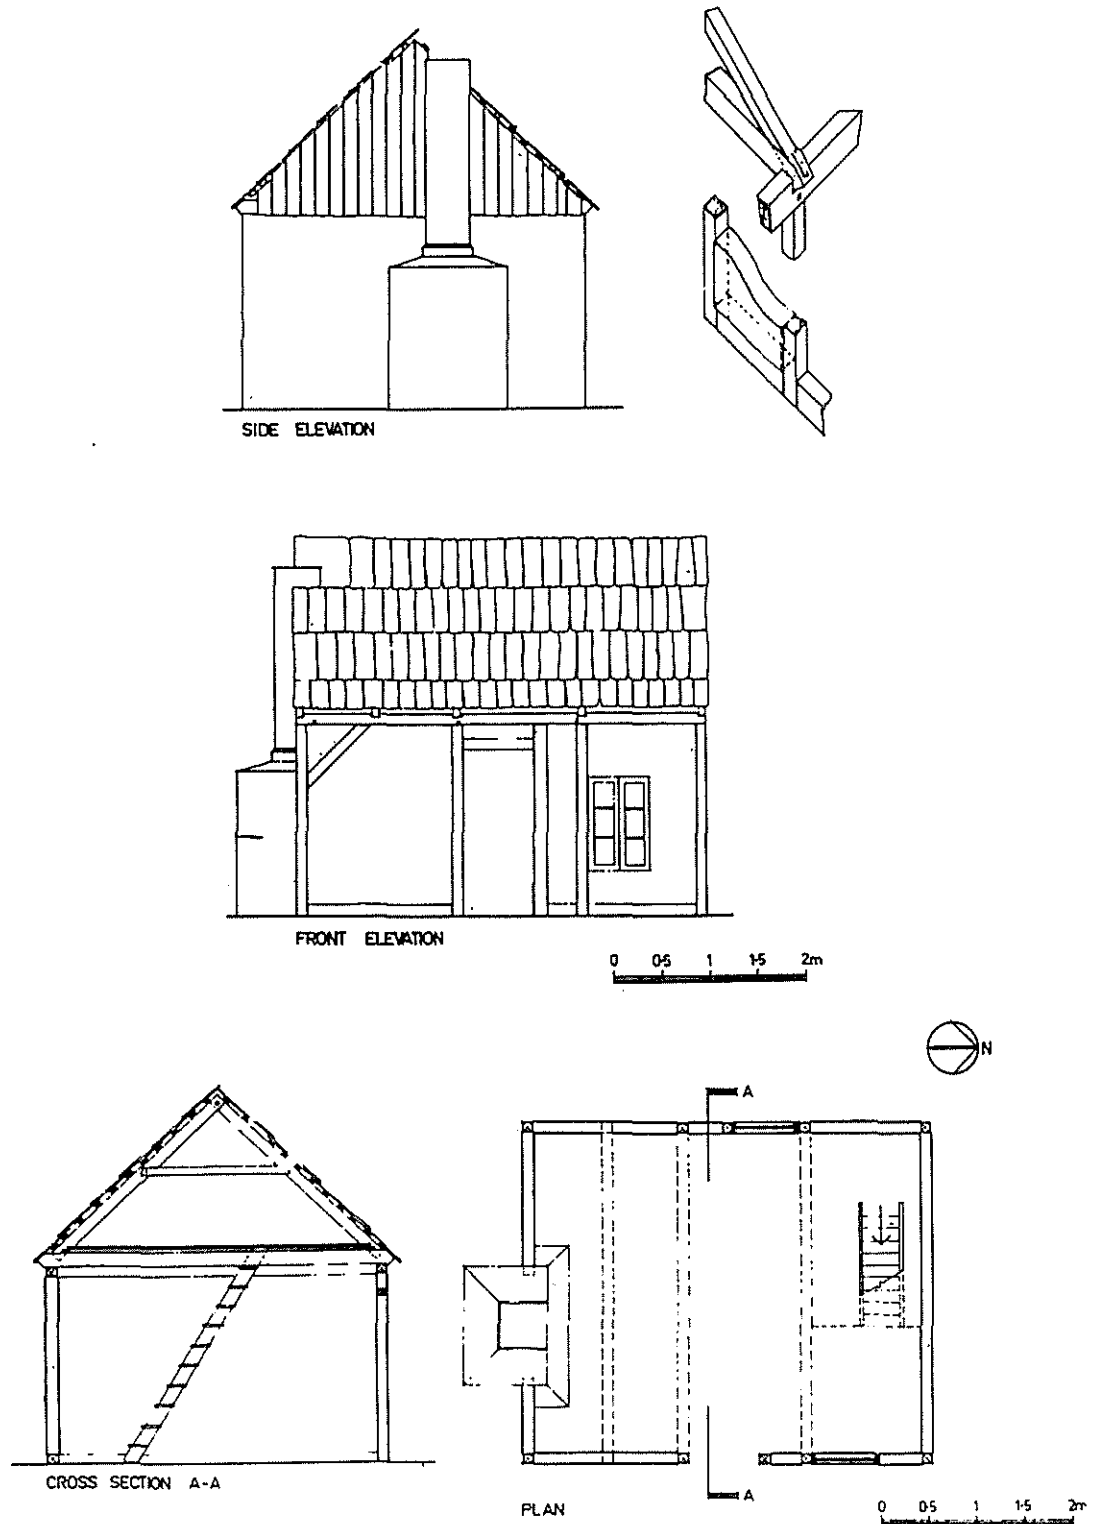 SIDE ELEVATION
FRONT ELEVATION
0 0·5 1 1·5 2m
N
A
CROSS SECTION A-A
A
PLAN
0 0·5 1 1·5 2m